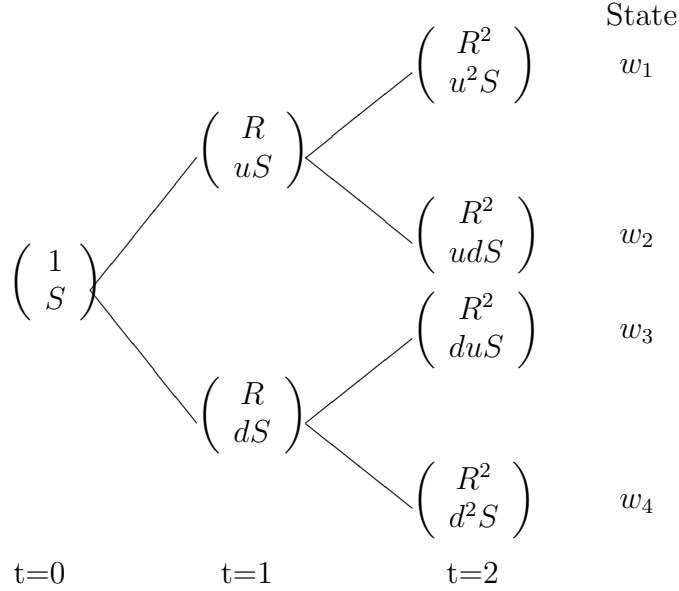 State
( R² u²S ) w₁
( R uS )
( R² udS ) w₂
( 1 S )
( R² duS ) w₃
( R dS )
( R² d²S ) w₄
t=0 t=1 t=2